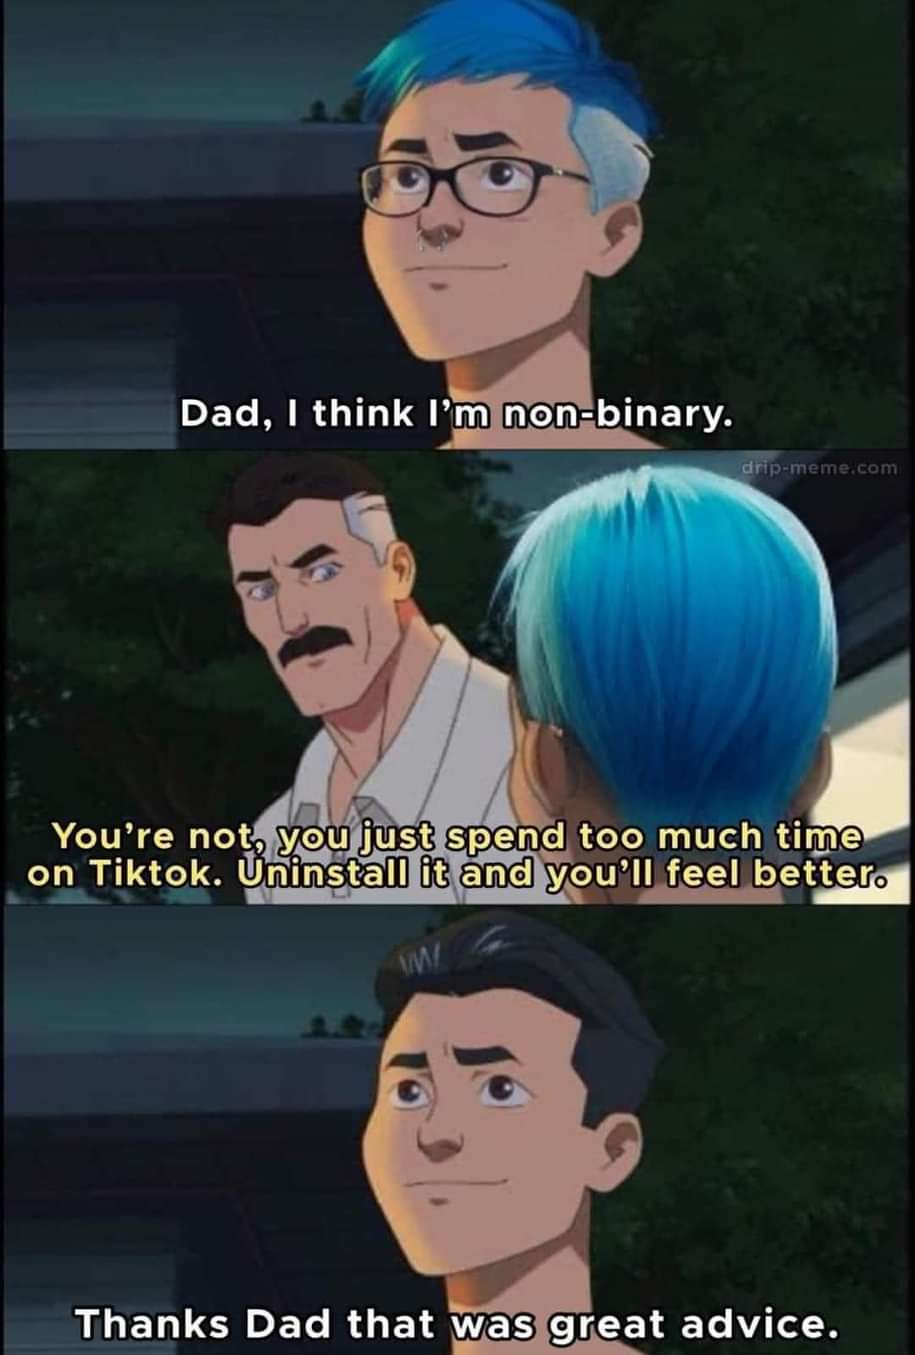 Dad, I think I'm non-binary.
drip-meme.com
You're not, you just spend too much time
on Tiktok. Uninstall it and you'll feel better.
Thanks Dad that was great advice.